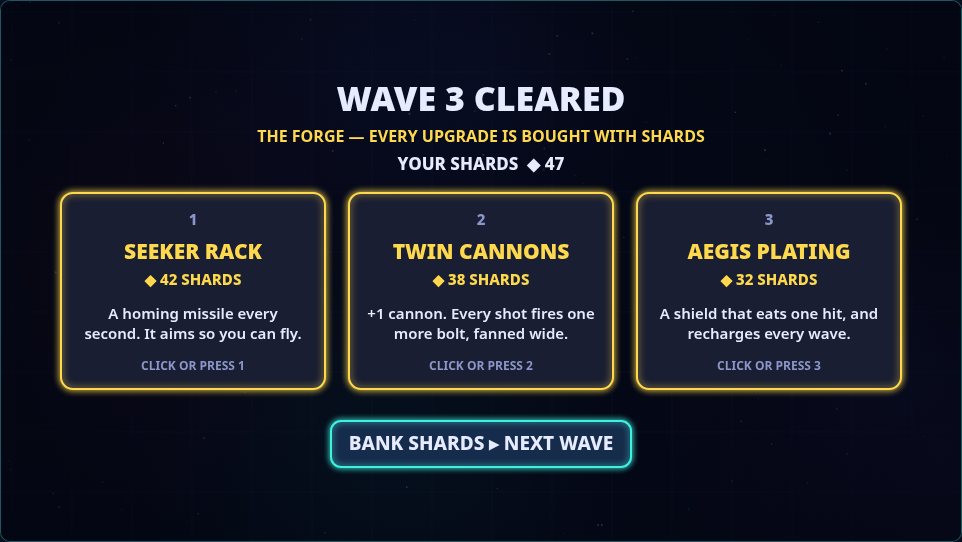 WAVE 3 CLEARED
THE FORGE — EVERY UPGRADE IS BOUGHT WITH SHARDS
YOUR SHARDS ◆ 47
1
SEEKER RACK
◆ 42 SHARDS
A homing missile every
second. It aims so you can fly.
CLICK OR PRESS 1
2
TWIN CANNONS
◆ 38 SHARDS
+1 cannon. Every shot fires one
more bolt, fanned wide.
CLICK OR PRESS 2
3
AEGIS PLATING
◆ 32 SHARDS
A shield that eats one hit, and
recharges every wave.
CLICK OR PRESS 3
BANK SHARDS ▸ NEXT WAVE